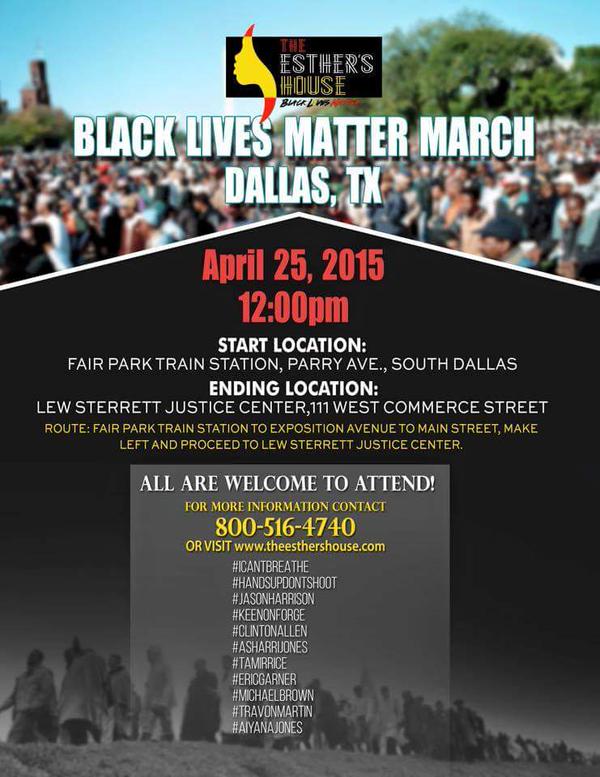 THE
ESTHER'S
HOUSE
BLACK LIVES MATTER
BLACK LIVES MATTER MARCH
DALLAS, TX
April 25, 2015
12:00pm
START LOCATION:
FAIR PARK TRAIN STATION, PARRY AVE., SOUTH DALLAS
ENDING LOCATION:
LEW STERRETT JUSTICE CENTER,111 WEST COMMERCE STREET
ROUTE: FAIR PARK TRAIN STATION TO EXPOSITION AVENUE TO MAIN STREET, MAKE
LEFT AND PROCEED TO LEW STERRETT JUSTICE CENTER.
ALL ARE WELCOME TO ATTEND!
FOR MORE INFORMATION CONTACT
800-516-4740
OR VISIT www.theesthershouse.com
#ICANTBREATHE
#HANDSUPDONTSHOOT
#JASONHARRISON
#KEENONFORGE
#CLINTONALLEN
#ASHARRIJONES
#TAMIRRICE
#ERICGARNER
#MICHAELBROWN
#TRAVONMARTIN
#AIYANAJONES